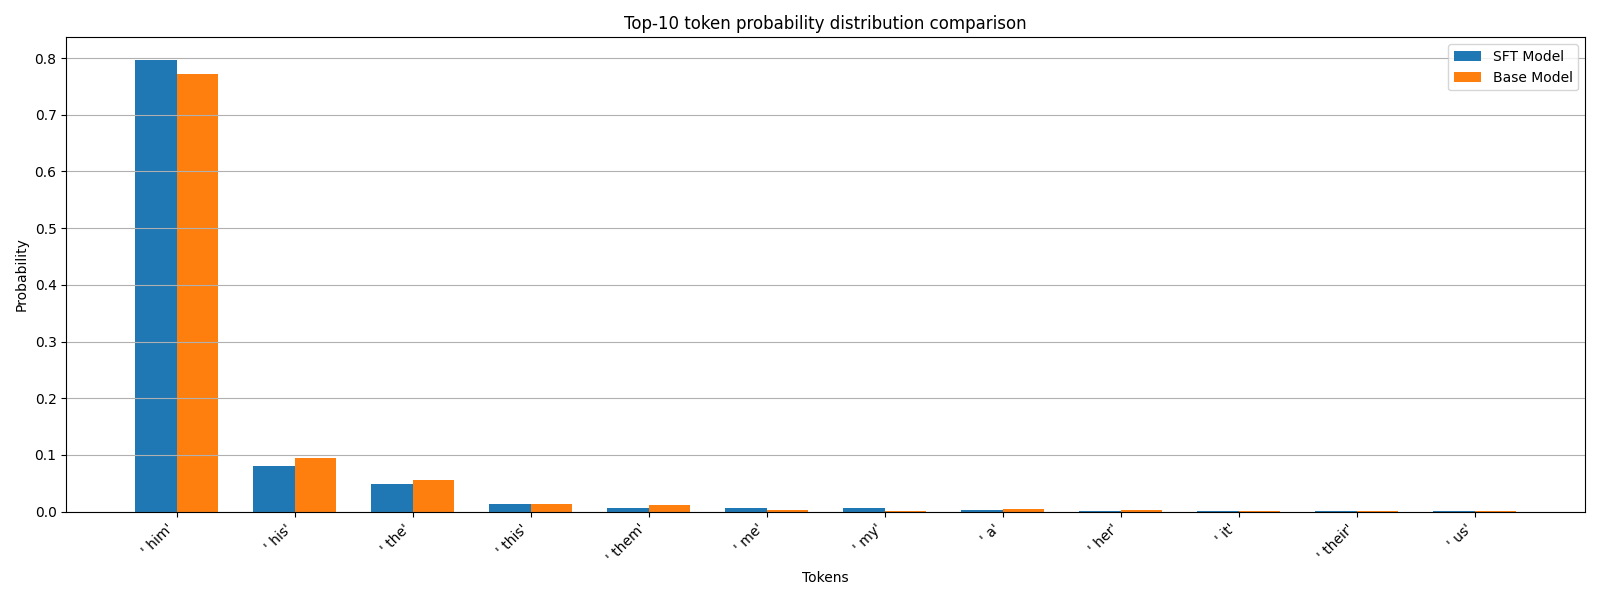 Top-10 token probability distribution comparison
SFT Model
Base Model
Probability
0.8
0.7
0.6
0.5
0.4
0.3
0.2
0.1
0.0
' him'
' his'
' the'
' this'
' them'
' me'
' my'
' a'
' her'
' it'
' their'
' us'
Tokens